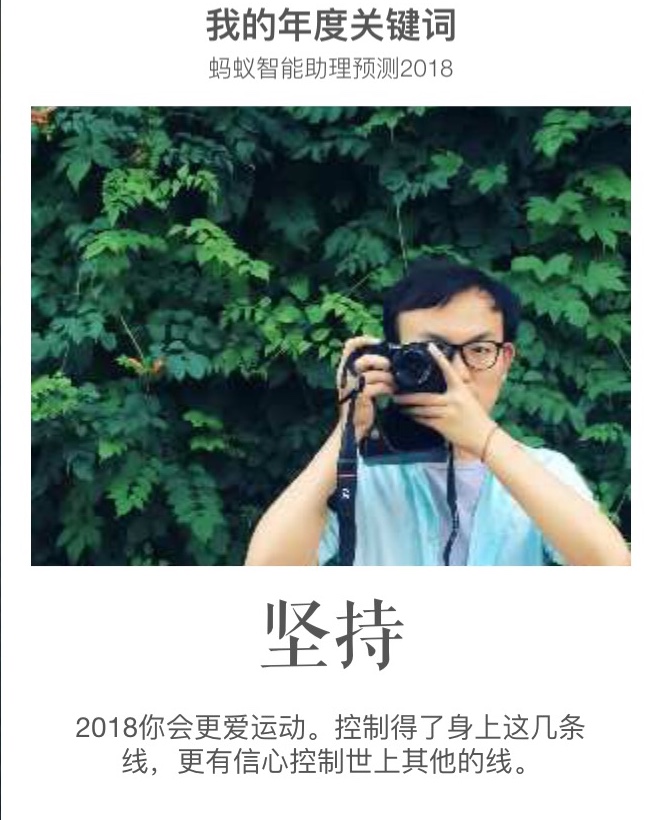 我的年度关键词
蚂蚁智能助理预测2018
坚持
2018你会更爱运动。控制得了身上这几条
线，更有信心控制世上其他的线。